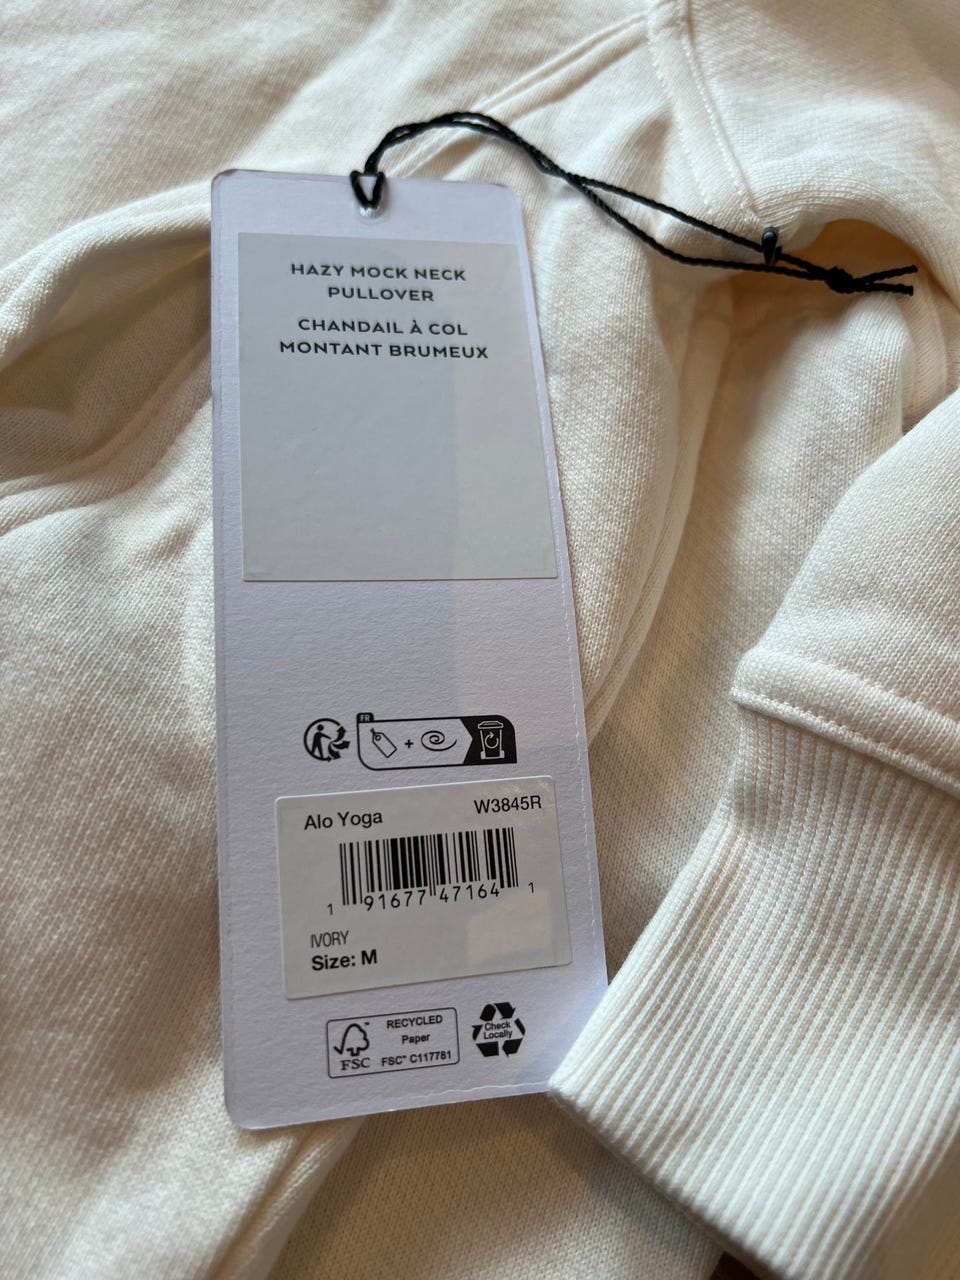 HAZY MOCK NECK
PULLOVER
CHANDAIL À COL
MONTANT BRUMEUX
FR
Alo Yoga W3845R
1 91677 47164 1
IVORY
Size: M
FSC™ RECYCLED
Paper
FSC™ C117781
Check
Locally